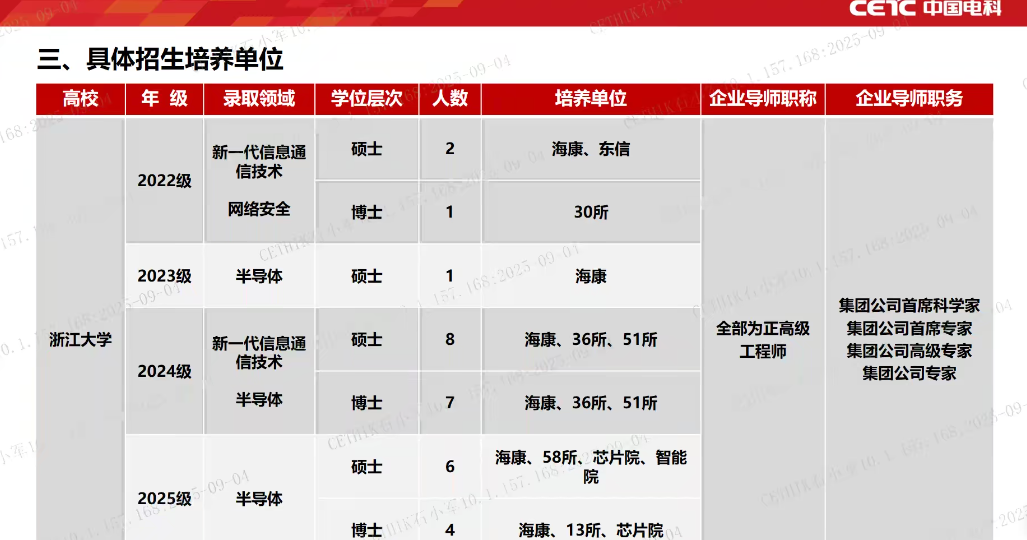 CETC 中国电科
三、具体招生培养单位
高校 年 级 录取领域 学位层次 人数 培养单位 企业导师职称 企业导师职务
浙江大学
2022级
新一代信息通
信技术
网络安全
硕士 2 海康、东信
博士 1 30所
2023级 半导体 硕士 1 海康
2024级
新一代信息通
信技术
半导体
硕士 8 海康、36所、51所
博士 7 海康、36所、51所
2025级 半导体
硕士 6 海康、58所、芯片院、智能
院
博士 4 海康、13所、芯片院
全部为正高级
工程师
集团公司首席科学家
集团公司首席专家
集团公司高级专家
集团公司专家
CETHIK石小军10.1.157.168:2025-09-04